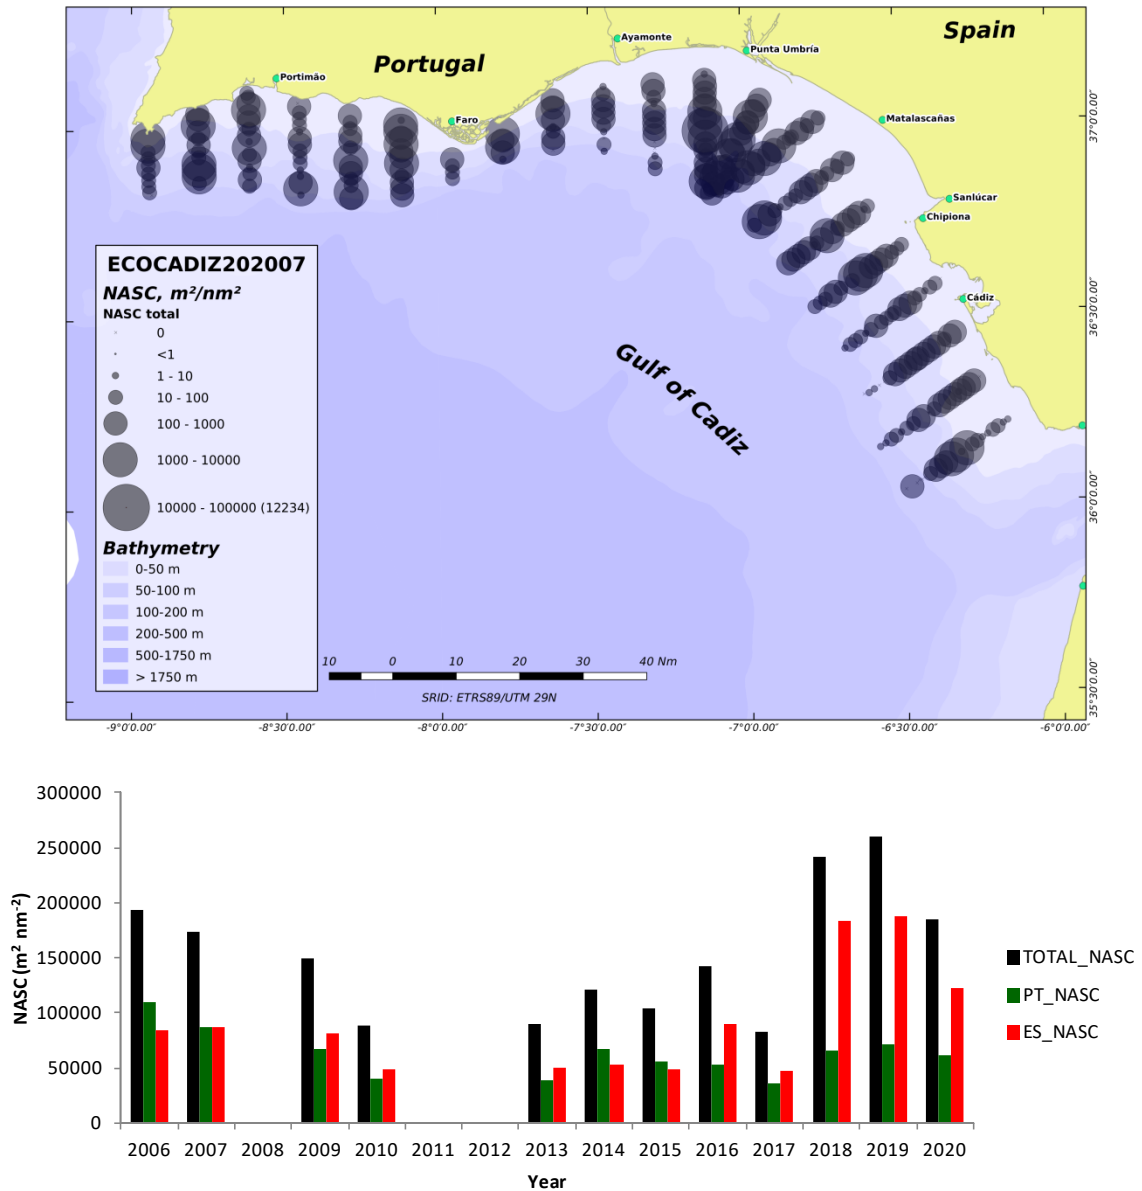 Spain
Portugal
Ayamonte
Punta Umbría
Portimão
Faro
Matalascañas
Sanlúcar
Chipiona
Cádiz
Gulf of Cadiz
37°0'0.00"
36°30'0.00"
36°0'0.00"
35°30'0.00"
ECOCADIZ202007
NASC, m²/nm²
NASC total
0
<1
1 - 10
10 - 100
100 - 1000
1000 - 10000
10000 - 100000 (12234)
Bathymetry
0-50 m
50-100 m
100-200 m
200-500 m
500-1750 m
> 1750 m
10 0 10 20 30 40 Nm
SRID: ETRS89/UTM 29N
-9°0'0.00" -8°30'0.00" -8°0'0.00" -7°30'0.00" -7°0'0.00" -6°30'0.00" -6°0'0.00"
300000
250000
200000
150000
100000
50000
0
NASC (m² nm⁻²)
2006 2007 2008 2009 2010 2011 2012 2013 2014 2015 2016 2017 2018 2019 2020
Year
TOTAL_NASC
PT_NASC
ES_NASC